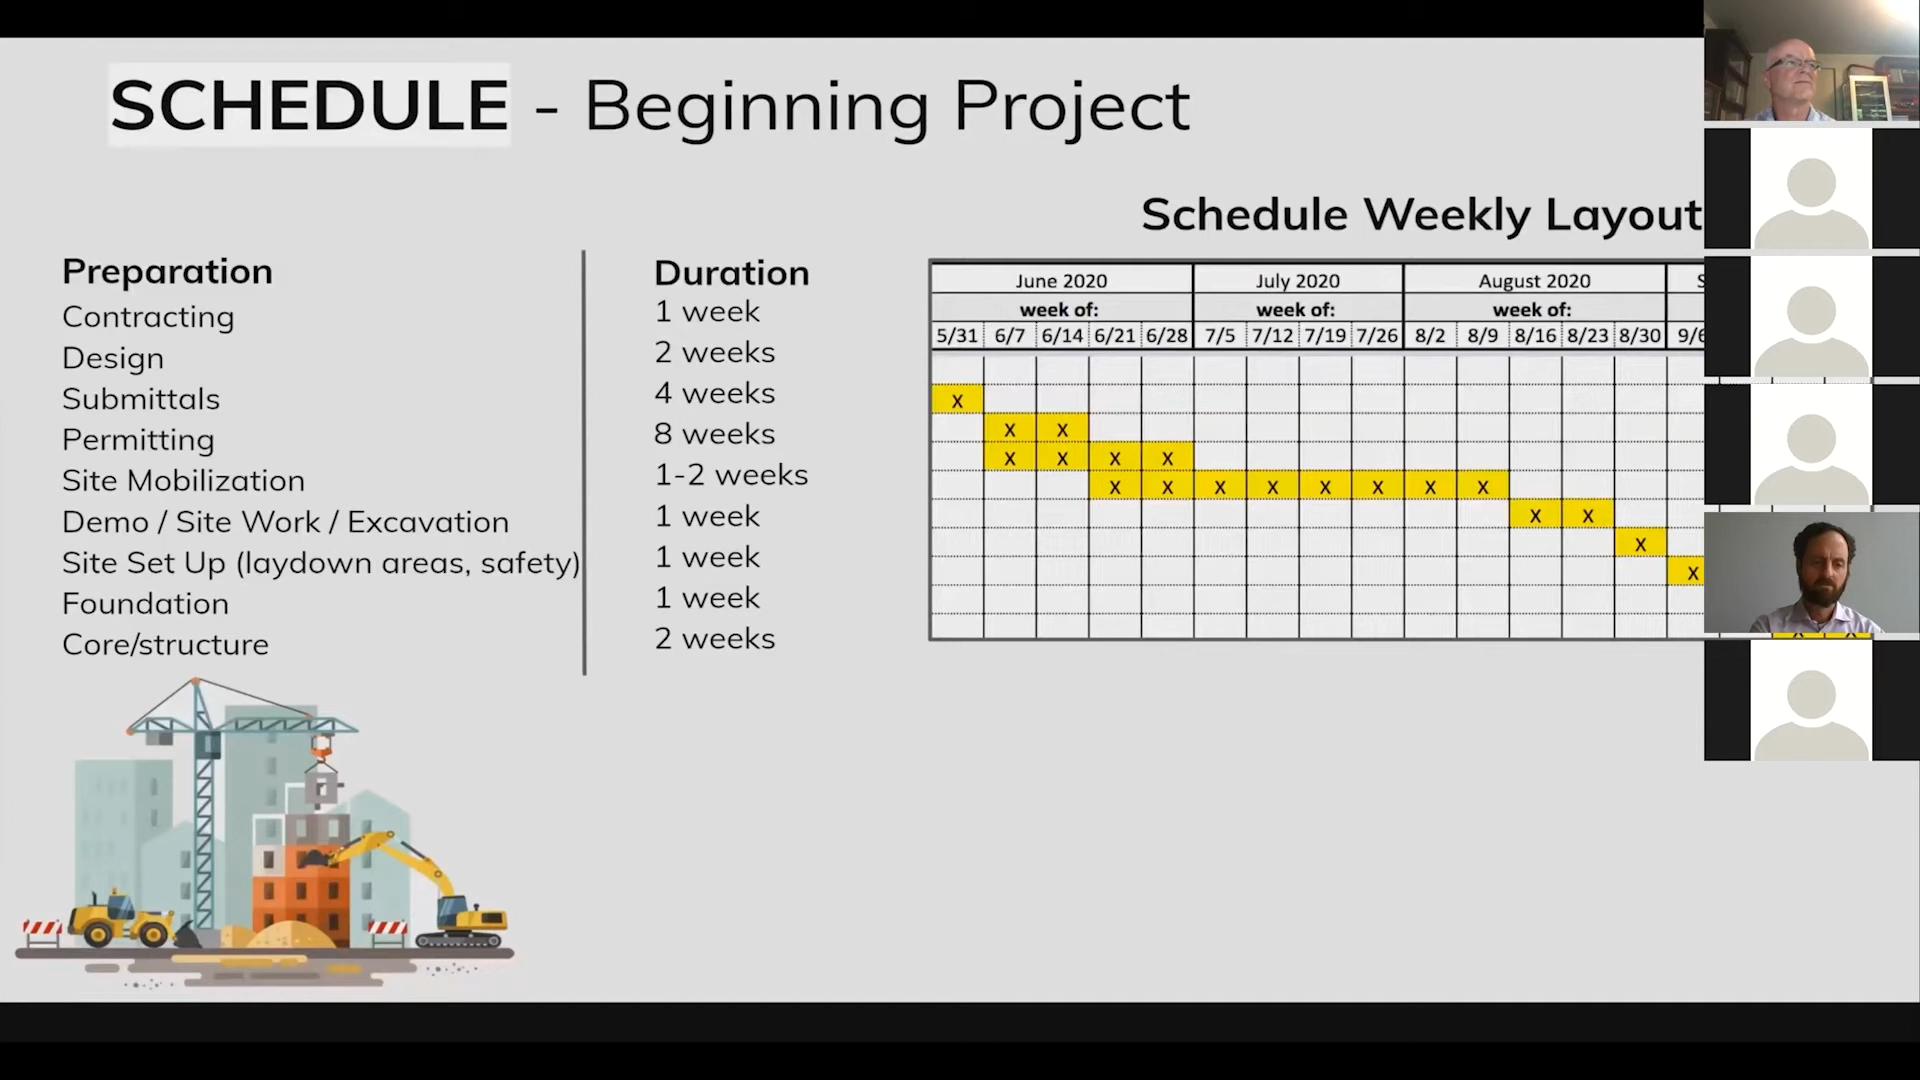 SCHEDULE - Beginning Project
Schedule Weekly Layout
Preparation
Contracting
Design
Submittals
Permitting
Site Mobilization
Demo / Site Work / Excavation
Site Set Up (laydown areas, safety)
Foundation
Core/structure
Duration
1 week
2 weeks
4 weeks
8 weeks
1-2 weeks
1 week
1 week
1 week
2 weeks
June 2020 July 2020 August 2020
week of: week of: week of:
5/31 6/7 6/14 6/21 6/28 7/5 7/12 7/19 7/26 8/2 8/9 8/16 8/23 8/30
X
X X
X X X X
X X X X X X X X
X X
X
X